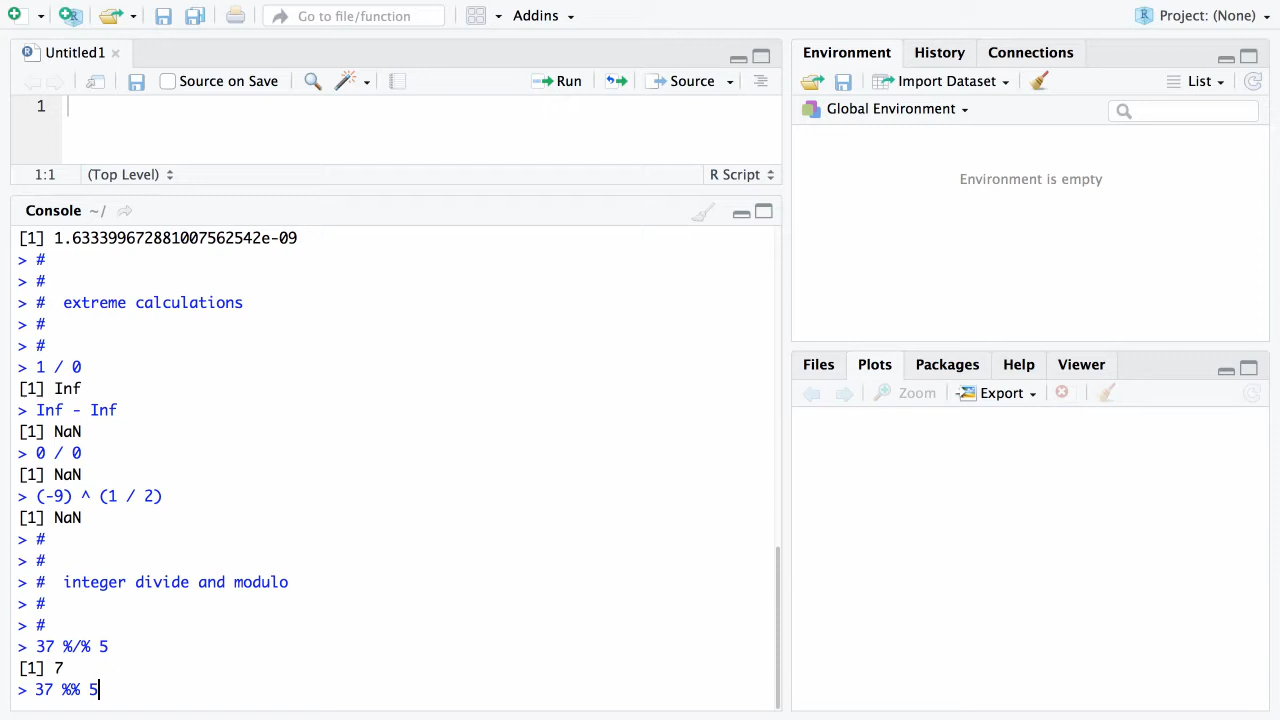 Go to file/function
Addins
Project: (None)
Untitled1
Source on Save
Run
Source
1
1:1
(Top Level)
R Script
Console ~/
[1] 1.633399672881007562542e-09
> #
> #
> #  extreme calculations
> #
> #
> 1 / 0
[1] Inf
> Inf - Inf
[1] NaN
> 0 / 0
[1] NaN
> (-9) ^ (1 / 2)
[1] NaN
> #
> #
> #  integer divide and modulo
> #
> #
> 37 %/% 5
[1] 7
> 37 %% 5
Environment
History
Connections
Import Dataset
List
Global Environment
Environment is empty
Files
Plots
Packages
Help
Viewer
Zoom
Export